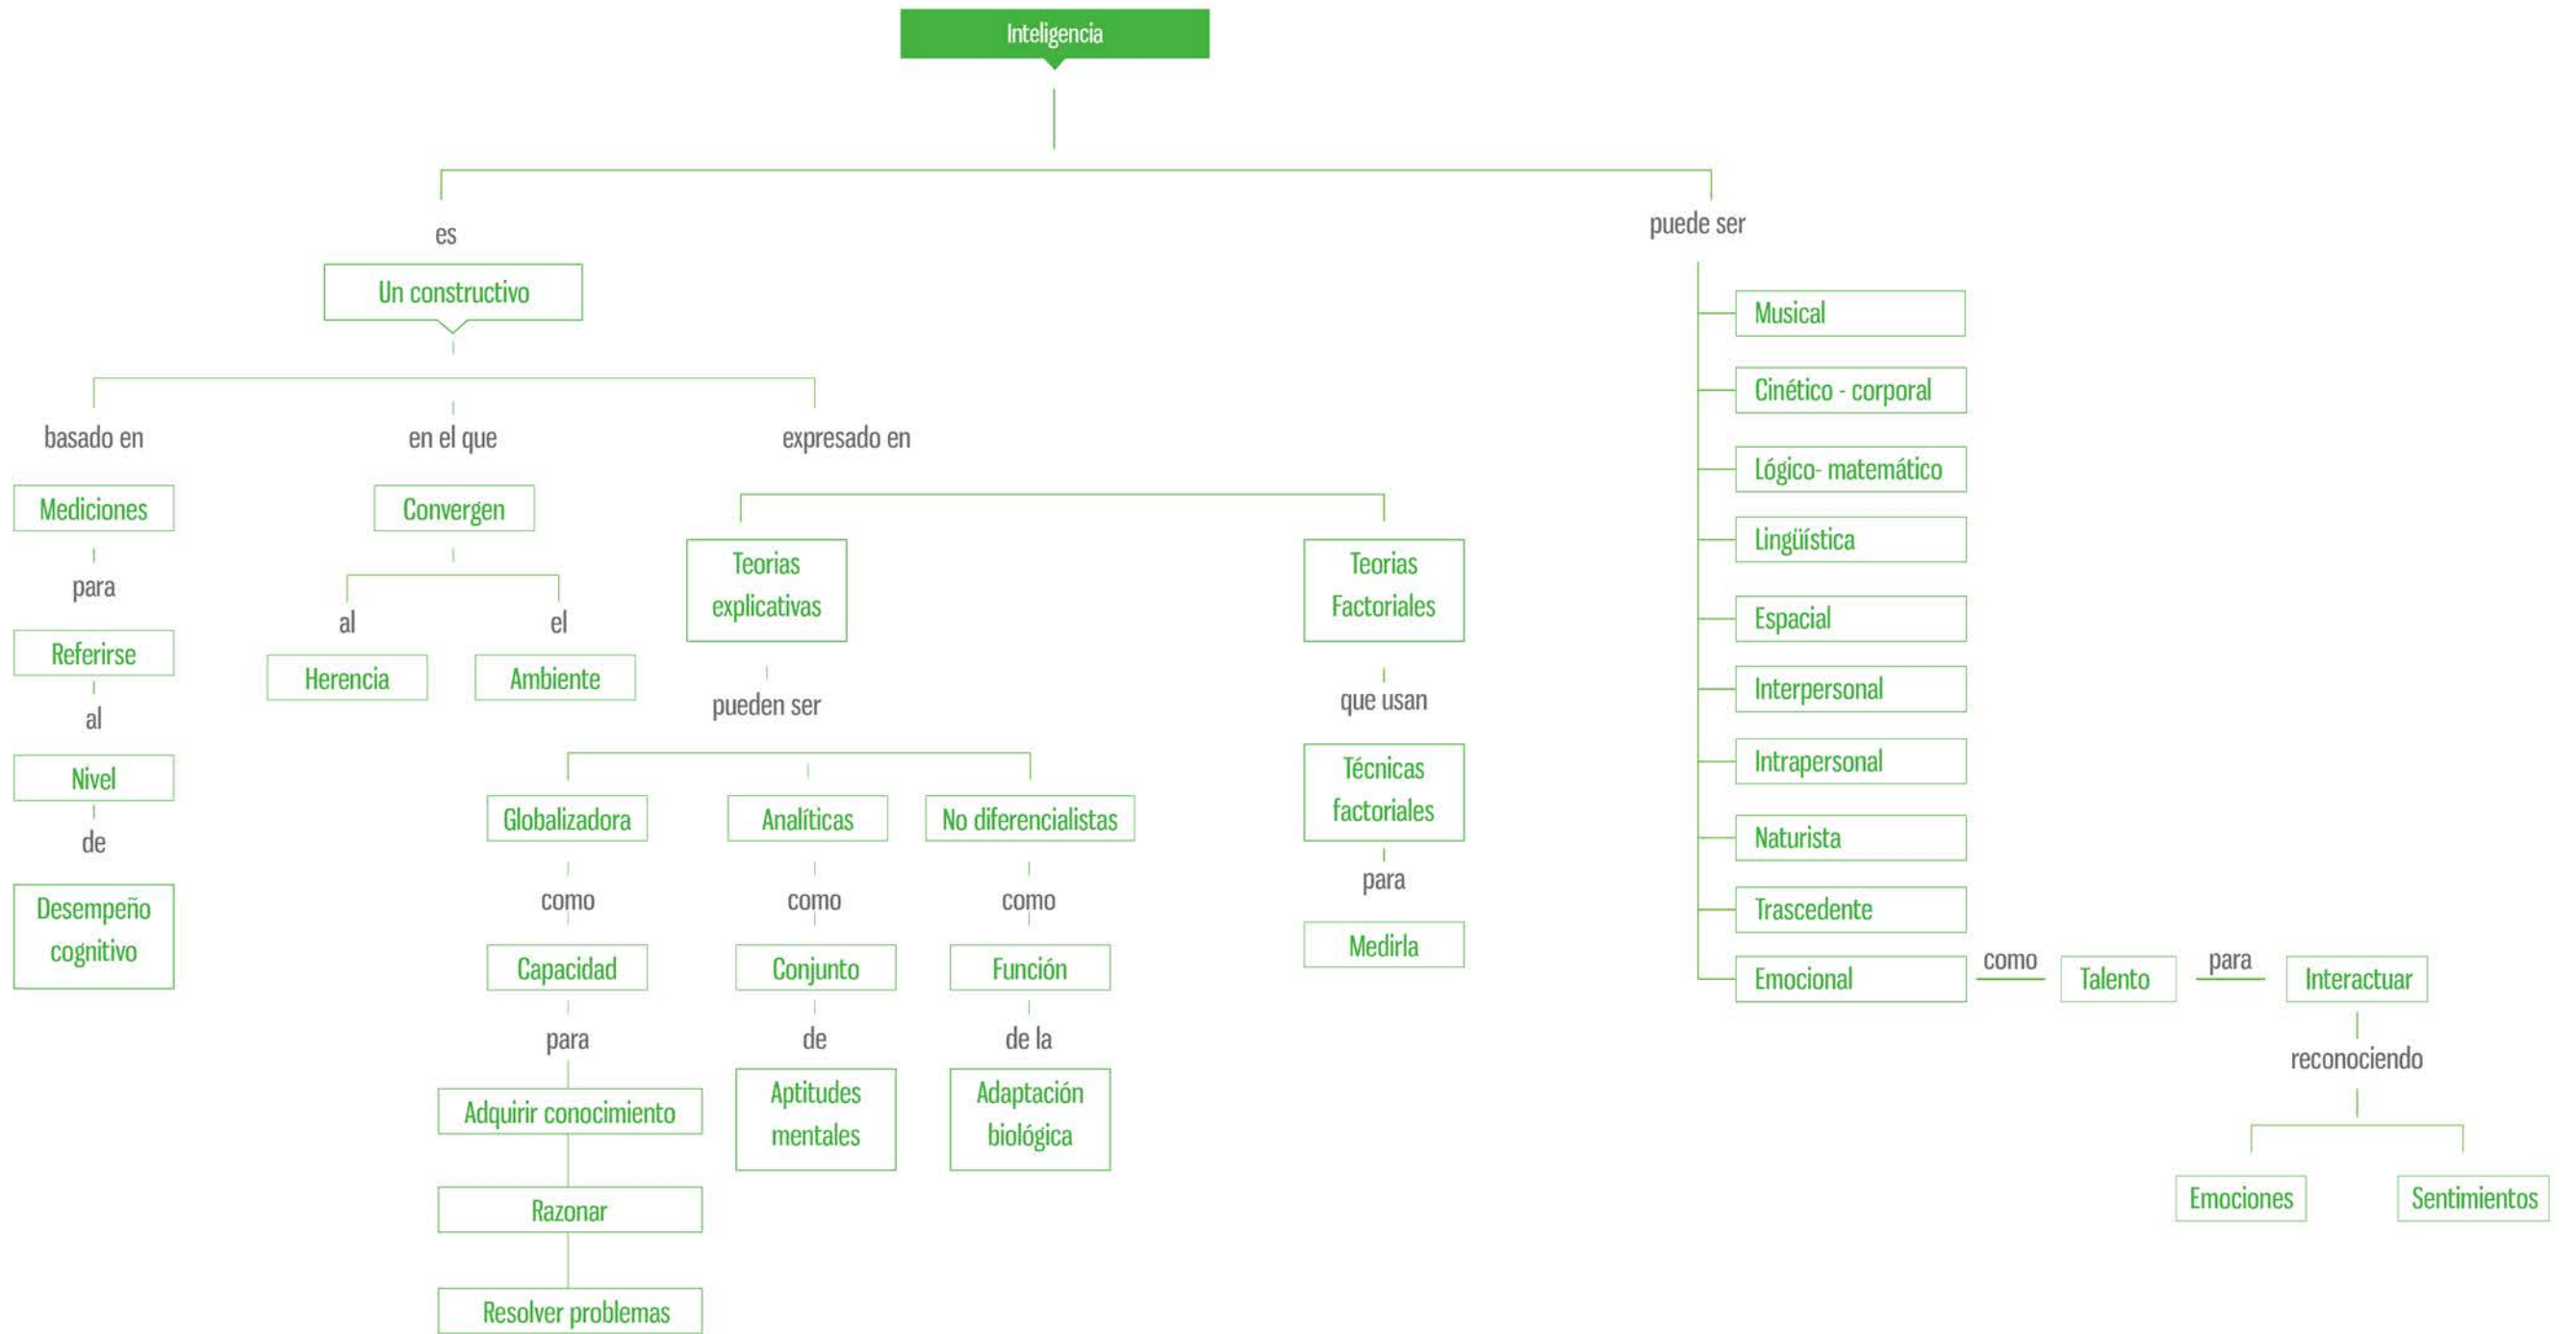 Inteligencia
es
Un constructivo
basado en
Mediciones
para
Referirse
al
Nivel
de
Desempeño
cognitivo
en el que
Convergen
al
Herencia
el
Ambiente
expresado en
Teorias
explicativas
pueden ser
Globalizadora
como
Capacidad
para
Adquirir conocimiento
Razonar
Resolver problemas
Analíticas
como
Conjunto
de
Aptitudes
mentales
No diferencialistas
como
Función
de la
Adaptación
biológica
Teorias
Factoriales
que usan
Técnicas
factoriales
para
Medirla
puede ser
Musical
Cinético - corporal
Lógico- matemático
Lingüística
Espacial
Interpersonal
Intrapersonal
Naturista
Trascedente
Emocional
como
Talento
para
Interactuar
reconociendo
Emociones
Sentimientos